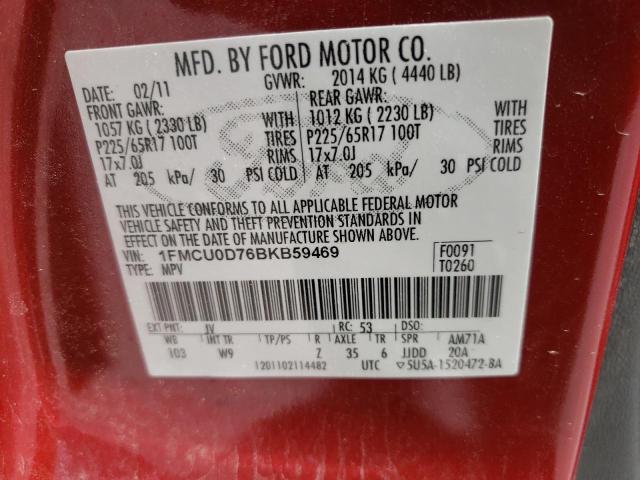 MFD. BY FORD MOTOR CO.
DATE: 02/11 GVWR: 2014 KG ( 4440 LB)
FRONT GAWR: REAR GAWR:
1057 KG ( 2330 LB) WITH 1012 KG ( 2230 LB) WITH
P225/65R17 100T TIRES P225/65R17 100T TIRES
17x7.0J RIMS 17x7.0J RIMS
AT 205 kPa/ 30 PSI COLD AT 205 kPa/ 30 PSI COLD
THIS VEHICLE CONFORMS TO ALL APPLICABLE FEDERAL MOTOR
VEHICLE SAFETY AND THEFT PREVENTION STANDARDS IN
EFFECT ON THE DATE OF MANUFACTURE SHOWN ABOVE.
VIN: 1FMCU0D76BKB59469 F0091
TYPE: MPV T0260
EXT PNT: JV RC: 53 DSO:
WB INT TR TP/PS R AXLE TR SPR AM71A
103 W9 Z 35 6 JJDD 20A
1201102114482 UTC ▽5U5A-1520472-BA